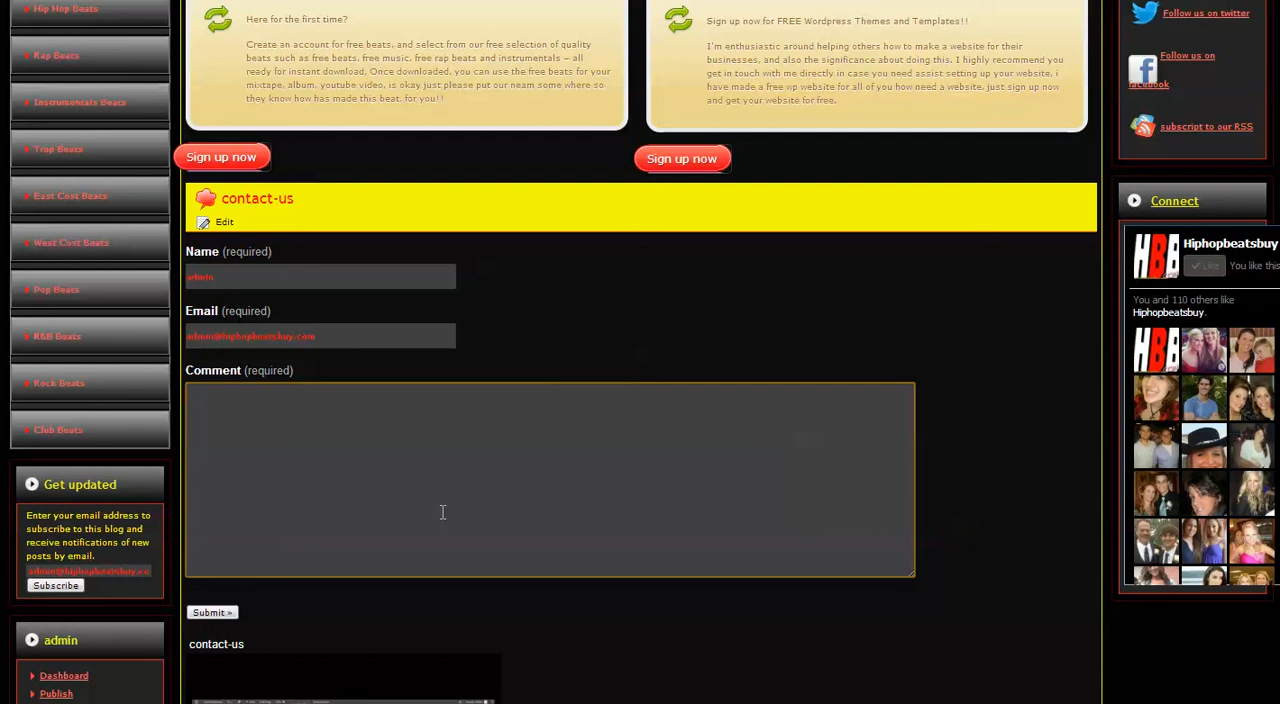 Hip Hop Beats
Rap Beats
Instrumentals Beats
Trap Beats
East Cost Beats
West Cost Beats
Pop Beats
R&B Beats
Rock Beats
Club Beats
Get updated
Enter your email address to
subscribe to this blog and
receive notifications of new
posts by email.
admin@hiphopbeatsbuy.co
Subscribe
admin
Dashboard
Publish
Here for the first time?
Create an account for free beats, and select from our free selection of quality
beats such as free beats, free music, free rap beats and instrumentals – all
ready for instant download, Once downloaded, you can use the free beats for your
mixtape, album, youtube video, is okay just please put our neam some where so
they know how has made this beat, for you!!
Sign up now
Sign up now for FREE Wordpress Themes and Templates!!
I'm enthusiastic around helping others how to make a website for their
businesses, and also the significance about doing this. I highly recommend you
get in touch with me directly in case you need assist setting up your website, i
have made a free wp website for all of you how need a website, just sign up now
and get your website for free.
Sign up now
contact-us
Edit
Name (required)
admin
Email (required)
admin@hiphopbeatsbuy.com
Comment (required)
Submit »
contact-us
Follow us on twitter
Follow us on
facebook
subscript to our RSS
Connect
HBB
Hiphopbeatsbuy
Like
You like this
You and 110 others like
Hiphopbeatsbuy.
HBB